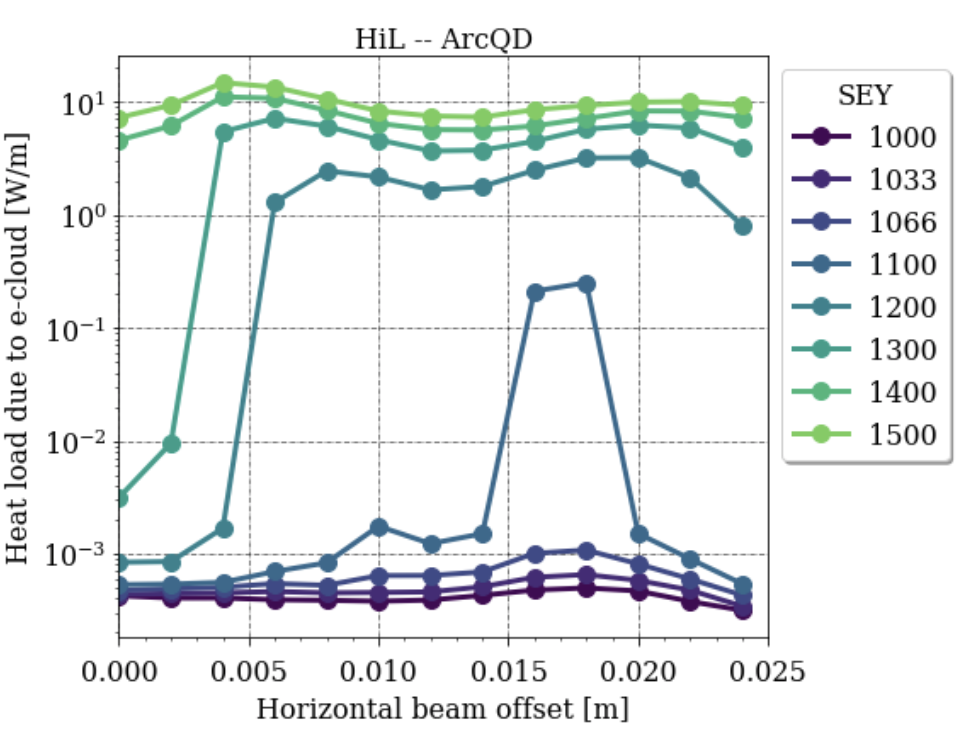 HiL -- ArcQD
Heat load due to e-cloud [W/m]
10¹
10⁰
10⁻¹
10⁻²
10⁻³
0.000 0.005 0.010 0.015 0.020 0.025
Horizontal beam offset [m]
SEY
1000
1033
1066
1100
1200
1300
1400
1500